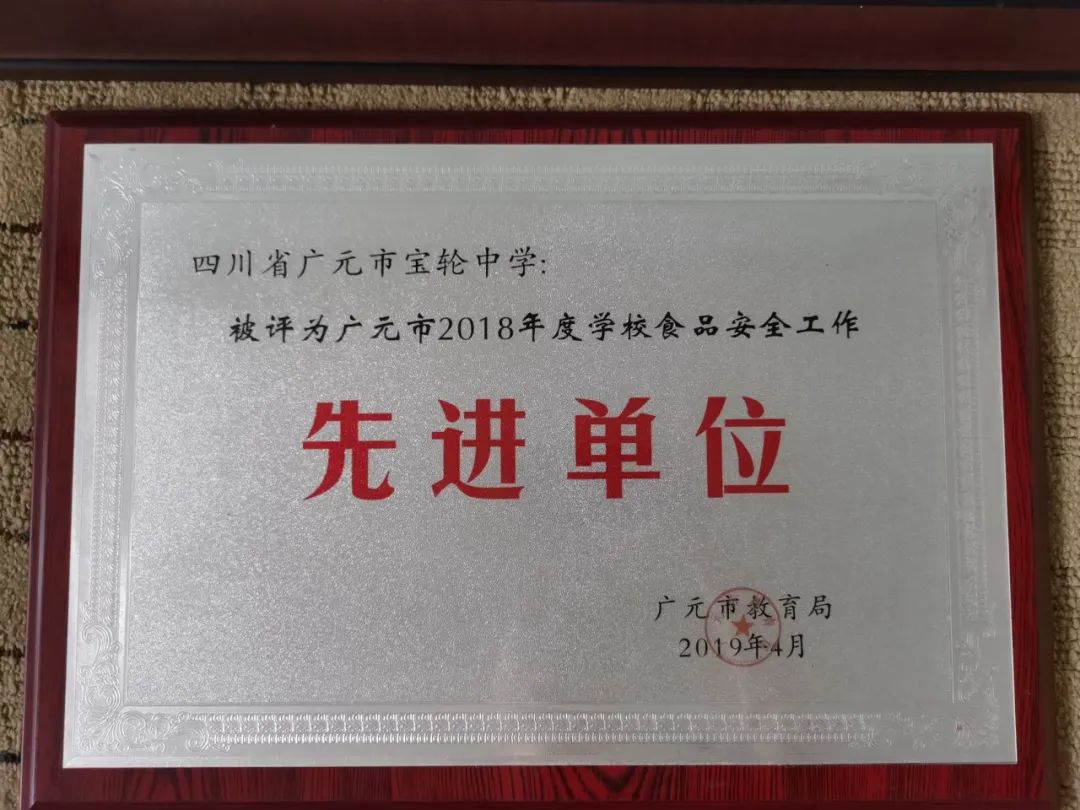 四川省广元市宝轮中学:
被评为广元市2018年度学校食品安全工作
先进单位
广元市教育局
2019年4月